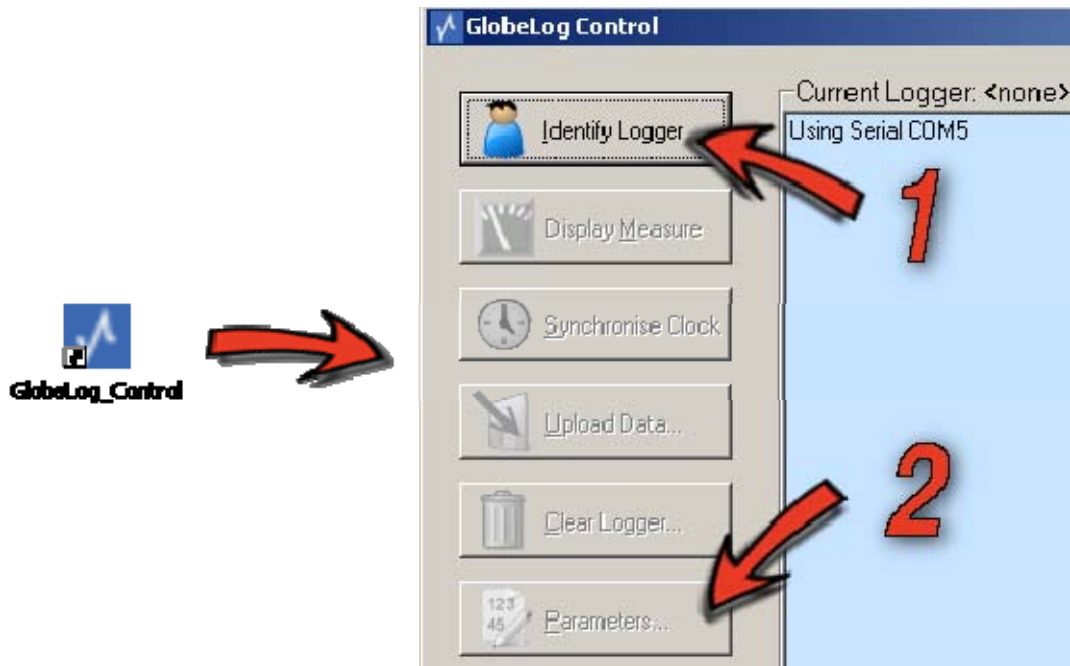 GlobeLog Control
Identify Logger
Current Logger: <none>
Using Serial COM5
1
Display Measure
Synchronise Clock
GlobeLog_Control
Upload Data...
2
Clear Logger...
123
45
Parameters...